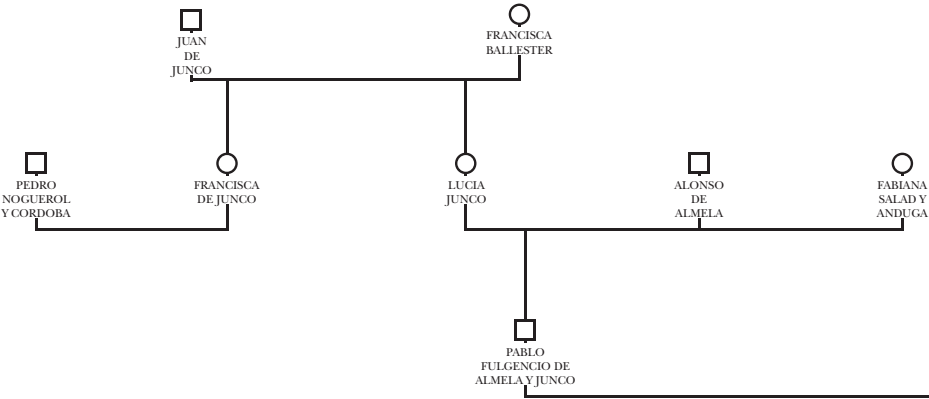 JUAN
DE
JUNCO
FRANCISCA
BALLESTER
PEDRO
NOGUEROL
Y CORDOBA
FRANCISCA
DE JUNCO
LUCIA
JUNCO
ALONSO
DE
ALMELA
FABIANA
SALAD Y
ANDUGA
PABLO
FULGENCIO DE
ALMELA Y JUNCO